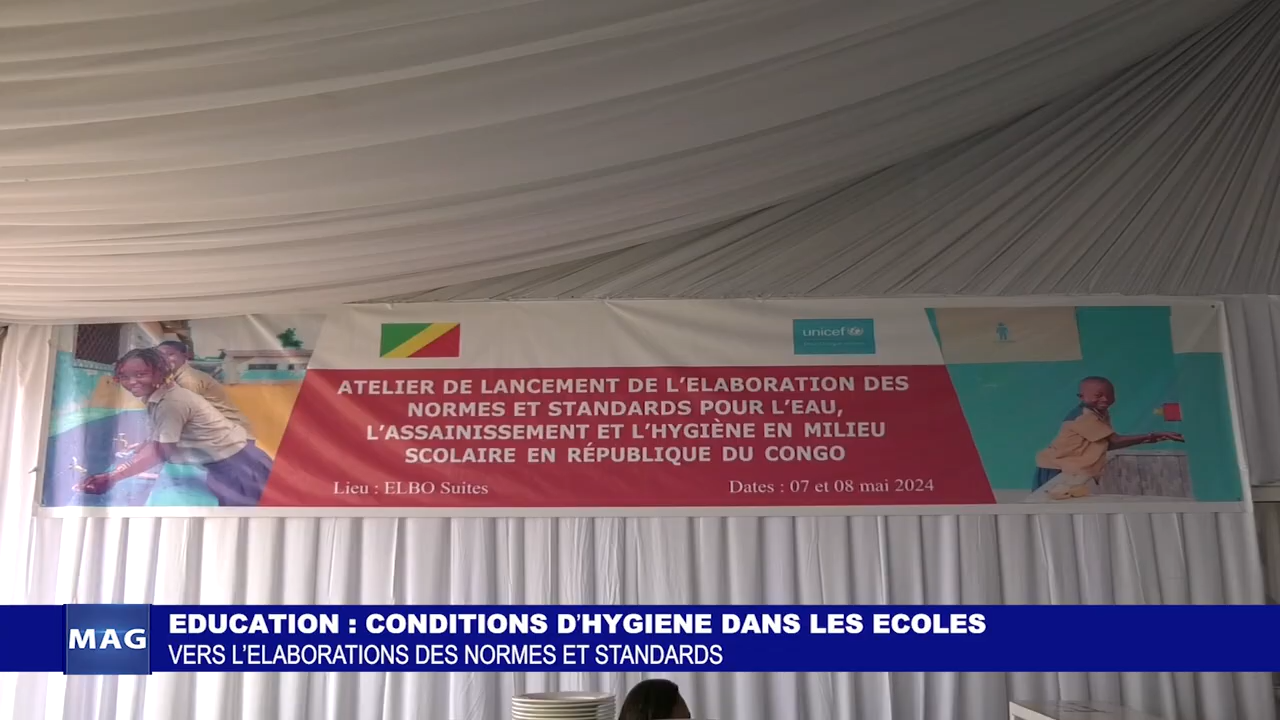 unicef
ATELIER DE LANCEMENT DE L'ELABORATION DES
NORMES ET STANDARDS POUR L'EAU,
L'ASSAINISSEMENT ET L'HYGIÈNE EN MILIEU
SCOLAIRE EN RÉPUBLIQUE DU CONGO
Lieu : ELBO Suites
Dates : 07 et 08 mai 2024
MAG
EDUCATION : CONDITIONS D'HYGIENE DANS LES ECOLES
VERS L'ELABORATIONS DES NORMES ET STANDARDS